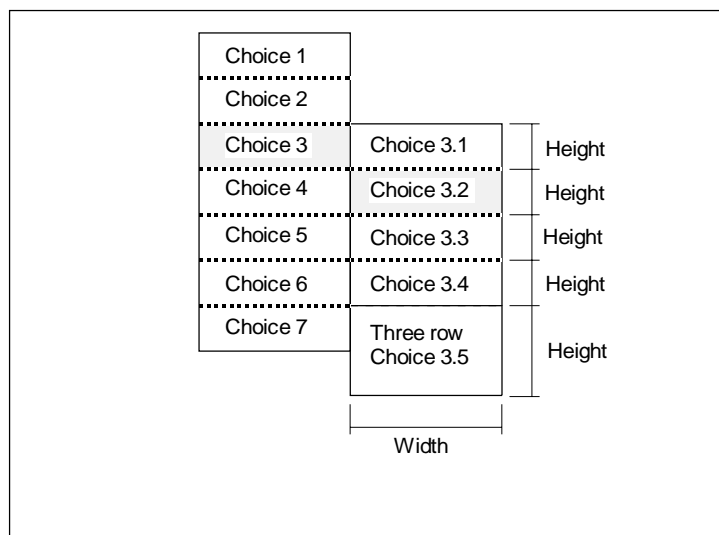 Choice 1
Choice 2
Choice 3
Choice 4
Choice 5
Choice 6
Choice 7
Choice 3.1
Choice 3.2
Choice 3.3
Choice 3.4
Three row
Choice 3.5
Height
Height
Height
Height
Height
Width